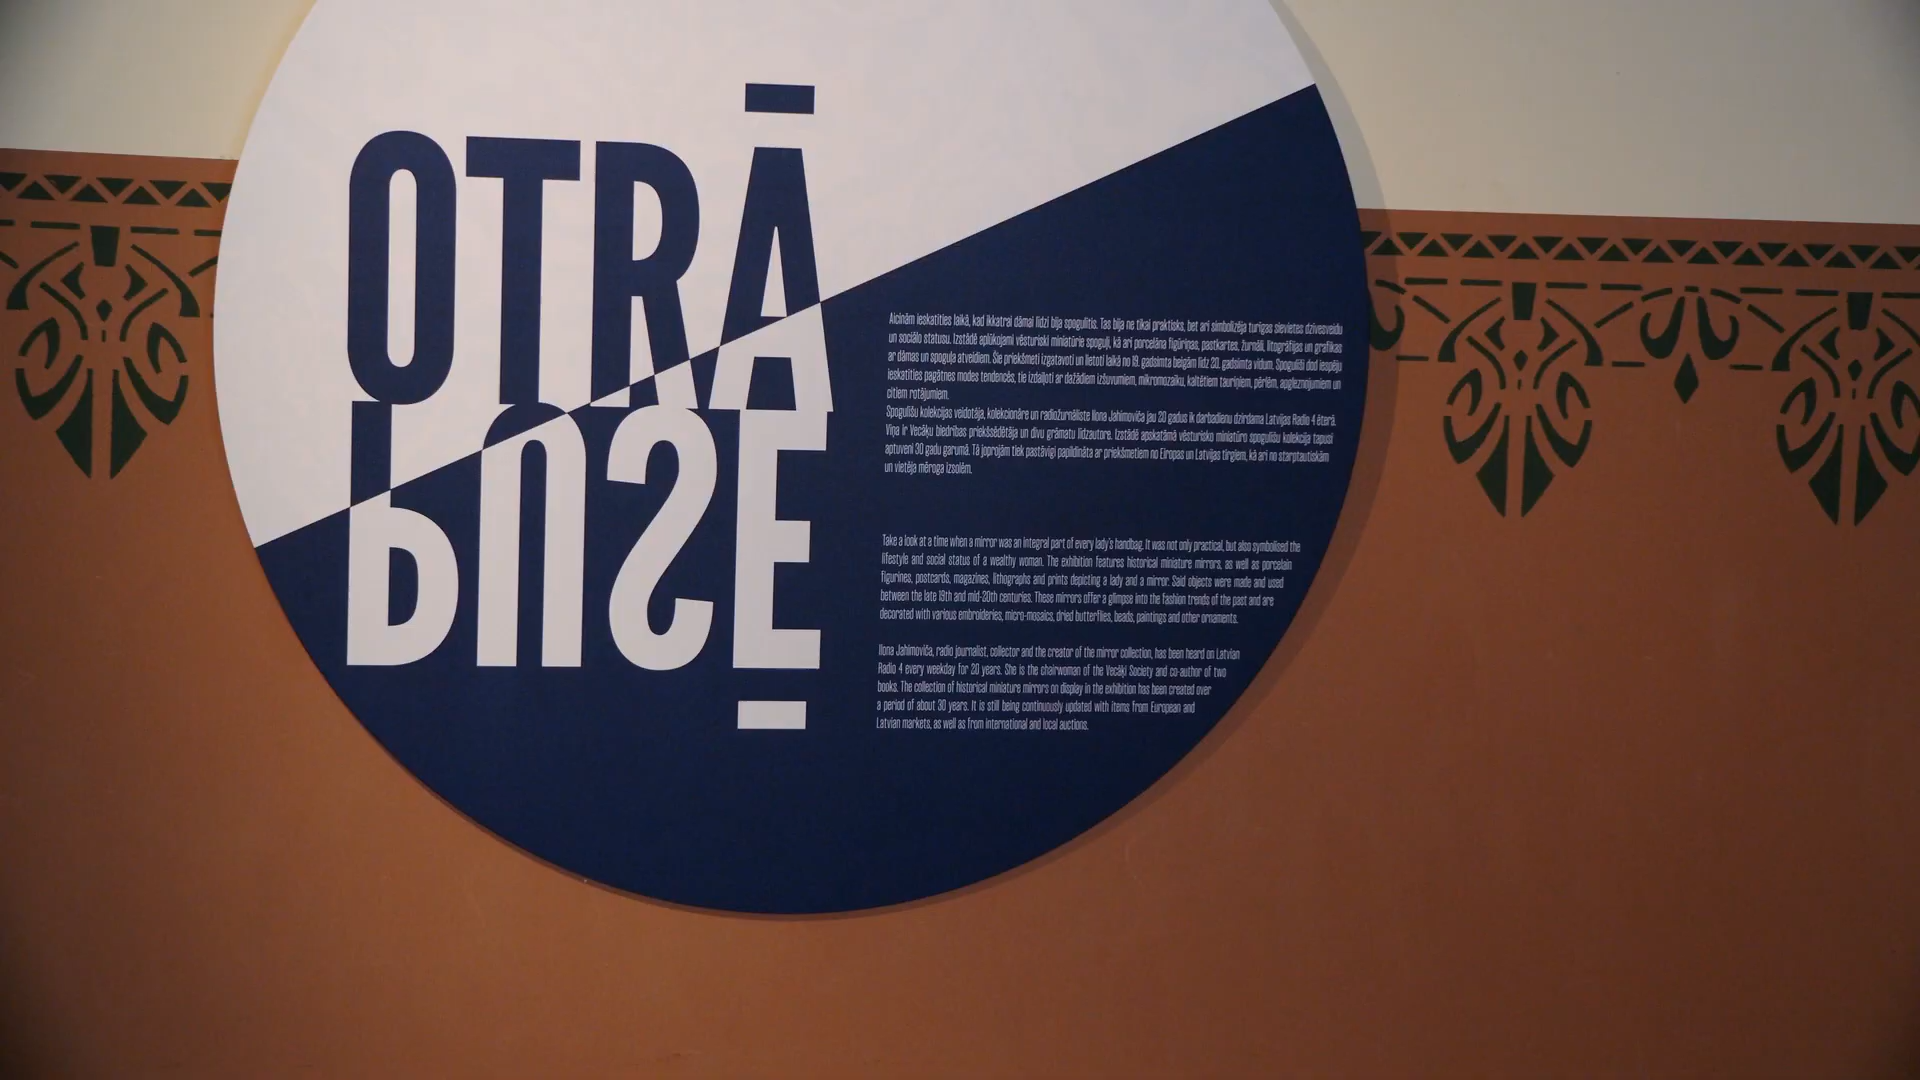 OTRĀ
PUSĒ
Aicinām ieskatīties laikā, kad ikkatrai dāmai līdzi bija spogulītis. Tas bija ne tikai praktisks, bet arī simbolizēja turīgas sievietes dzīvesveidu
un sociālo statusu. Izstādē aplūkojami vēsturiski miniatūrie spoguļi, kā arī porcelāna figūriņas, pastkartes, žurnāli, litogrāfijas un grafikas
ar dāmas un spoguļa atveidiem. Šie priekšmeti izgatavoti un lietoti laikā no 19. gadsimta beigām līdz 20. gadsimta vidum. Spogulīši dod iespēju
ieskatīties pagātnes modes tendencēs, tie izdaiļoti ar dažādiem izšuvumiem, mikromozaīku, kaltētiem tauriņiem, pērlēm, apgleznojumiem un
citiem rotājumiem.
Spogulīšu kolekcijas veidotāja, kolekcionāre un radiožurnāliste Ilona Jahimoviča jau 20 gadus ik darbadienu dzirdama Latvijas Radio 4 ēterā.
Viņa ir Vecāķu biedrības priekšsēdētāja un divu grāmatu līdzautore. Izstādē apskatāmā vēsturisko miniatūro spogulīšu kolekcija tapusi
aptuveni 30 gadu garumā. Tā joprojām tiek pastāvīgi papildināta ar priekšmetiem no Eiropas un Latvijas tirgiem, kā arī no starptautiskām
un vietēja mēroga izsolēm.
Take a look at a time when a mirror was an integral part of every lady's handbag. It was not only practical, but also symbolised the
lifestyle and social status of a wealthy woman. The exhibition features historical miniature mirrors, as well as porcelain
figurines, postcards, magazines, lithographs and prints depicting a lady and a mirror. Said objects were made and used
between the late 19th and mid-20th centuries. These mirrors offer a glimpse into the fashion trends of the past and are
decorated with various embroideries, micro-mosaics, dried butterflies, beads, paintings and other ornaments.
Ilona Jahimoviča, radio journalist, collector and the creator of the mirror collection, has been heard on Latvian
Radio 4 every weekday for 20 years. She is the chairwoman of the Vecāķi Society and co-author of two
books. The collection of historical miniature mirrors on display in the exhibition has been created over
a period of about 30 years. It is still being continuously updated with items from European and
Latvian markets, as well as from international and local auctions.